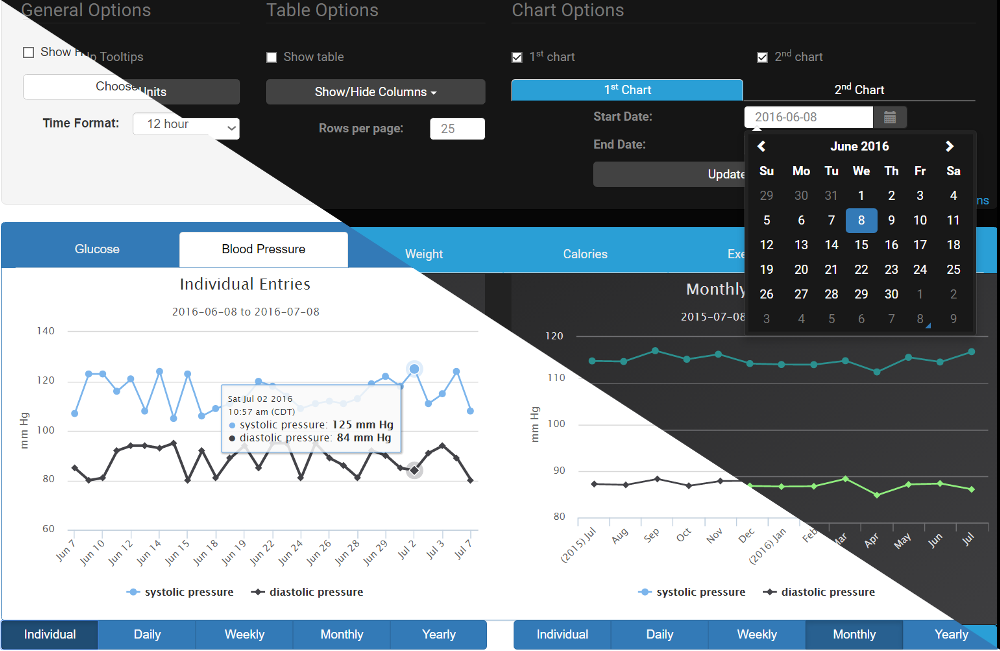 General Options
Table Options
Chart Options
Show
Tooltips
Show table
1st chart
2nd chart
Choose
Units
Show/Hide Columns
1st Chart
2nd Chart
Time Format:
12 hour
Rows per page:
25
Start Date:
2016-06-08
End Date:
Update
June 2016
Su Mo Tu We Th Fr Sa
29 30 31 1 2 3 4
5 6 7 8 9 10 11
12 13 14 15 16 17 18
19 20 21 22 23 24 25
26 27 28 29 30 1 2
3 4 5 6 7 8 9
Glucose
Blood Pressure
Weight
Calories
Individual Entries
2016-06-08 to 2016-07-08
140
120
100
80
60
mm Hg
Sat Jul 02 2016
10:57 am (CDT)
systolic pressure: 125 mm Hg
diastolic pressure: 84 mm Hg
Jun 7 Jun 10 Jun 12 Jun 14 Jun 16 Jun 18 Jun 19 Jun 22 Jun 24 Jun 26 Jun 28 Jun 29 Jul 2 Jul 3 Jul 7
systolic pressure diastolic pressure
Monthly
2015-07-08
120
110
100
90
80
mm Hg
(2015) Jul Aug Sep Oct Nov Dec (2016) Jan Feb Mar Apr May Jun Jul
systolic pressure diastolic pressure
Individual Daily Weekly Monthly Yearly
Individual Daily Weekly Monthly Yearly